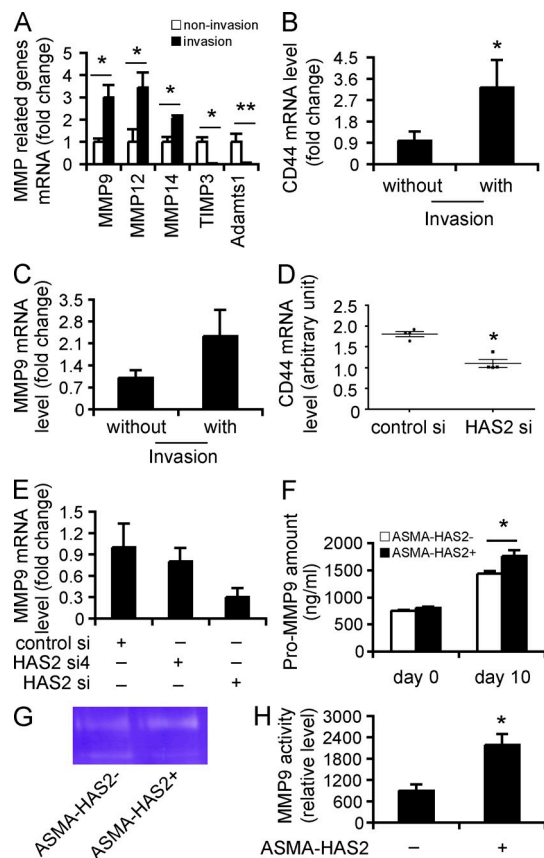 A
non-invasion
invasion
MMP related genes
mRNA (fold change)
5
4
3
2
1
0
*
*
*
*
**
MMP9
MMP12
MMP14
TIMP3
Adamts1
B
CD44 mRNA level
(fold change)
4.5
3.6
2.7
1.8
0.9
0
*
without with
Invasion
C
MMP9 mRNA
level (fold change)
3.5
2.8
2.1
1.4
0.7
0
without with
Invasion
D
CD44 mRNA
level (arbitrary unit)
2.5
2.0
1.5
1.0
0.5
0
*
control si HAS2 si
E
MMP9 mRNA
level (fold change)
1.5
1.2
0.9
0.6
0.3
0
control si + – –
HAS2 si4 – + –
HAS2 si – – +
F
ASMA-HAS2-
ASMA-HAS2+
Pro-MMP9 amount
(ng/ml)
2000
1500
1000
500
0
*
day 0 day 10
G
ASMA-HAS2-
ASMA-HAS2+
H
MMP9 activity
(relative level)
3000
2400
1800
1200
600
0
*
ASMA-HAS2 – +